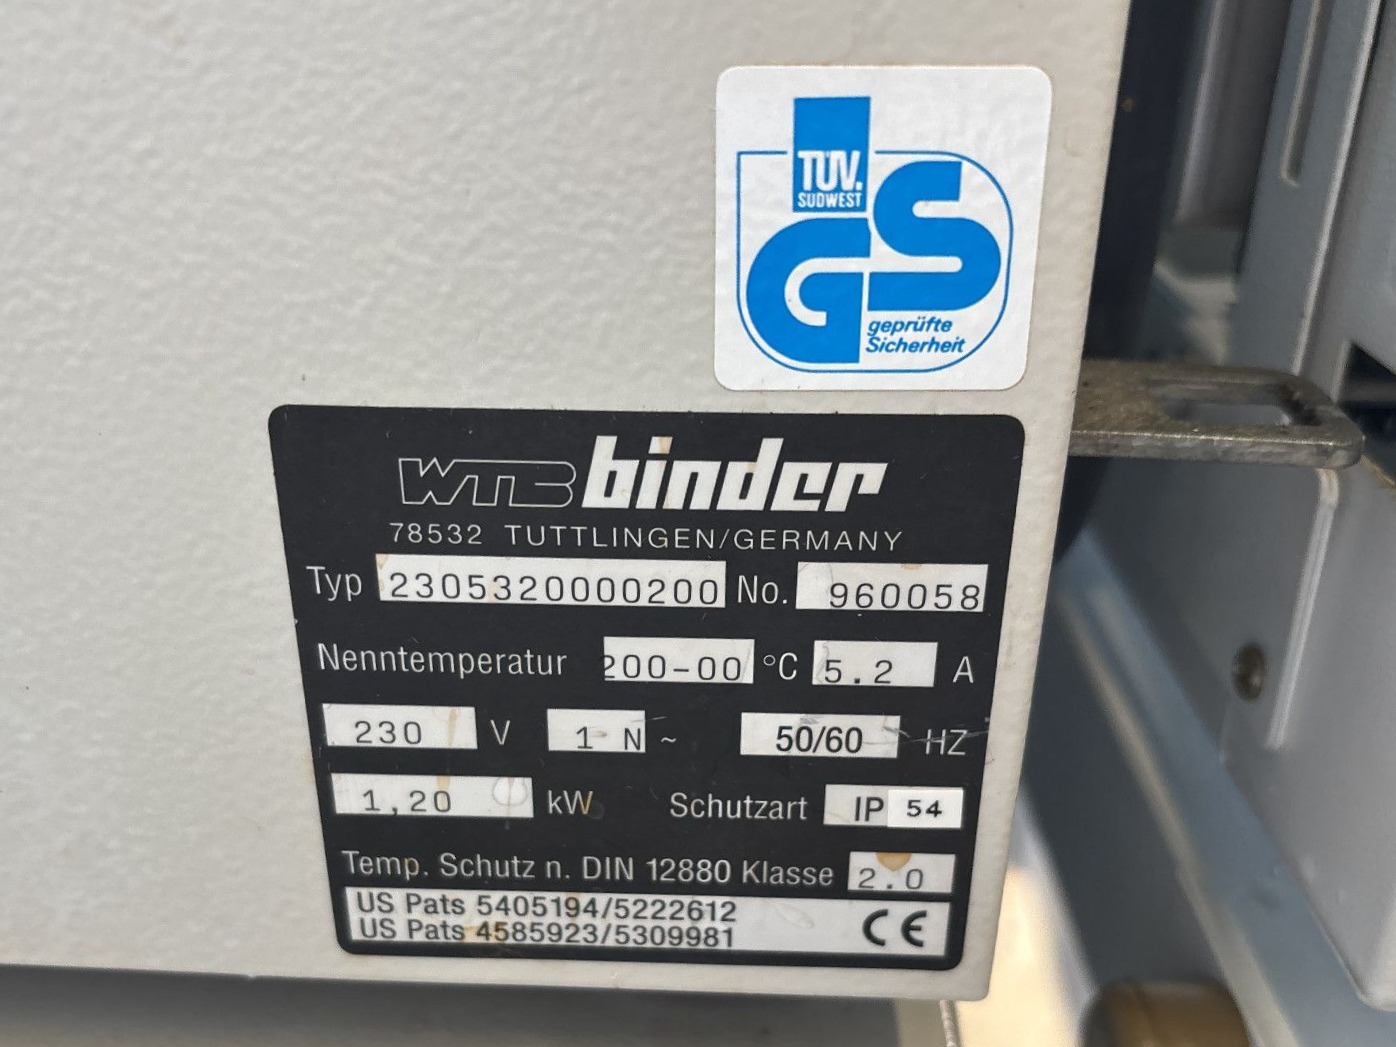 TÜV.
SÜDWEST
GS
geprüfte
Sicherheit
WTB binder
78532 TUTTLINGEN/GERMANY
Typ 2305320000200 No. 960058
Nenntemperatur 200-00 °C 5.2 A
230 V 1 N ~ 50/60 HZ
1,20 kW Schutzart IP 54
Temp. Schutz n. DIN 12880 Klasse 2.0
US Pats 5405194/5222612
US Pats 4585923/5309981
CE